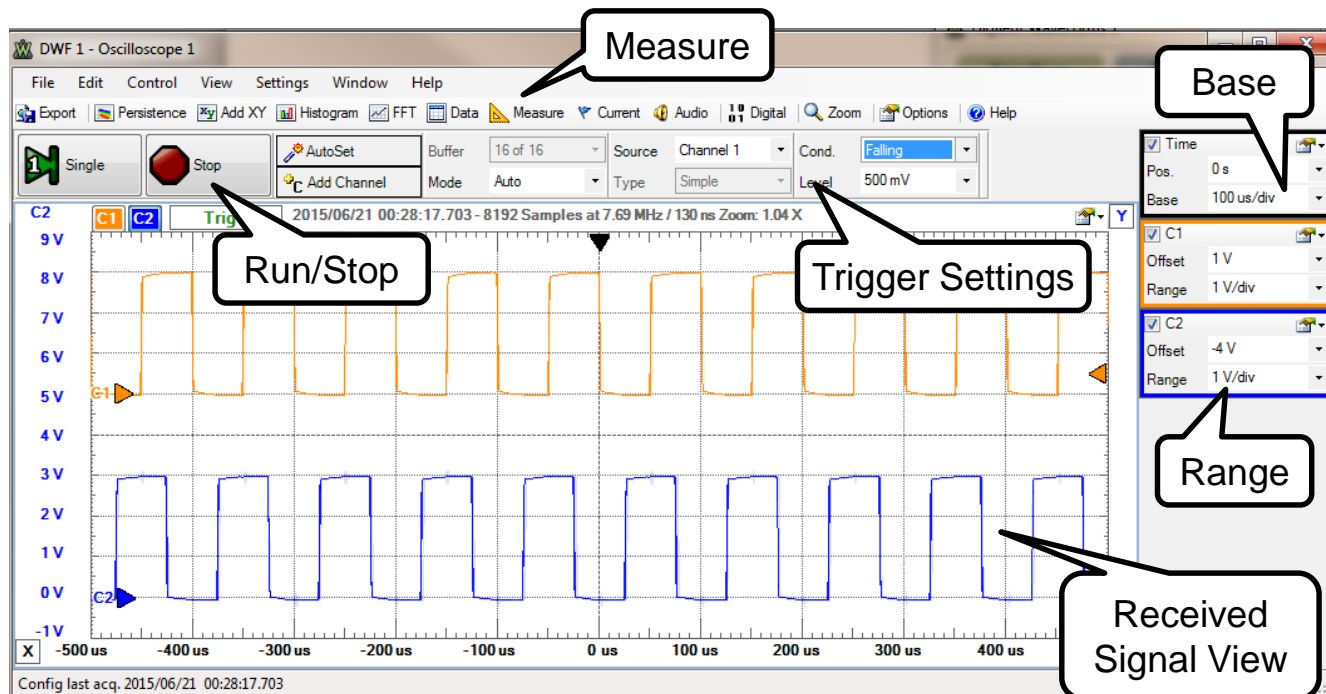 DWF 1 - Oscilloscope 1
Measure
Base
File Edit Control View Settings Window Help
Export Persistence Add XY Histogram FFT Data Measure Current Audio Digital Zoom Options Help
Single
Stop
AutoSet
Add Channel
Buffer 16 of 16
Mode Auto
Source Channel 1
Type Simple
Cond. Falling
Level 500 mV
Time
Pos. 0 s
Base 100 us/div
C1
Offset 1 V
Range 1 V/div
C2
Offset -4 V
Range 1 V/div
C2 C1 C2 Trig 2015/06/21 00:28:17.703 - 8192 Samples at 7.69 MHz / 130 ns Zoom: 1.04 X Y
Run/Stop
Trigger Settings
Range
Received
Signal View
9 V
8 V
7 V
6 V
5 V
4 V
3 V
2 V
1 V
0 V
-1 V
C1
C2
X -500 us -400 us -300 us -200 us -100 us 0 us 100 us 200 us 300 us 400 us
Config last acq. 2015/06/21 00:28:17.703